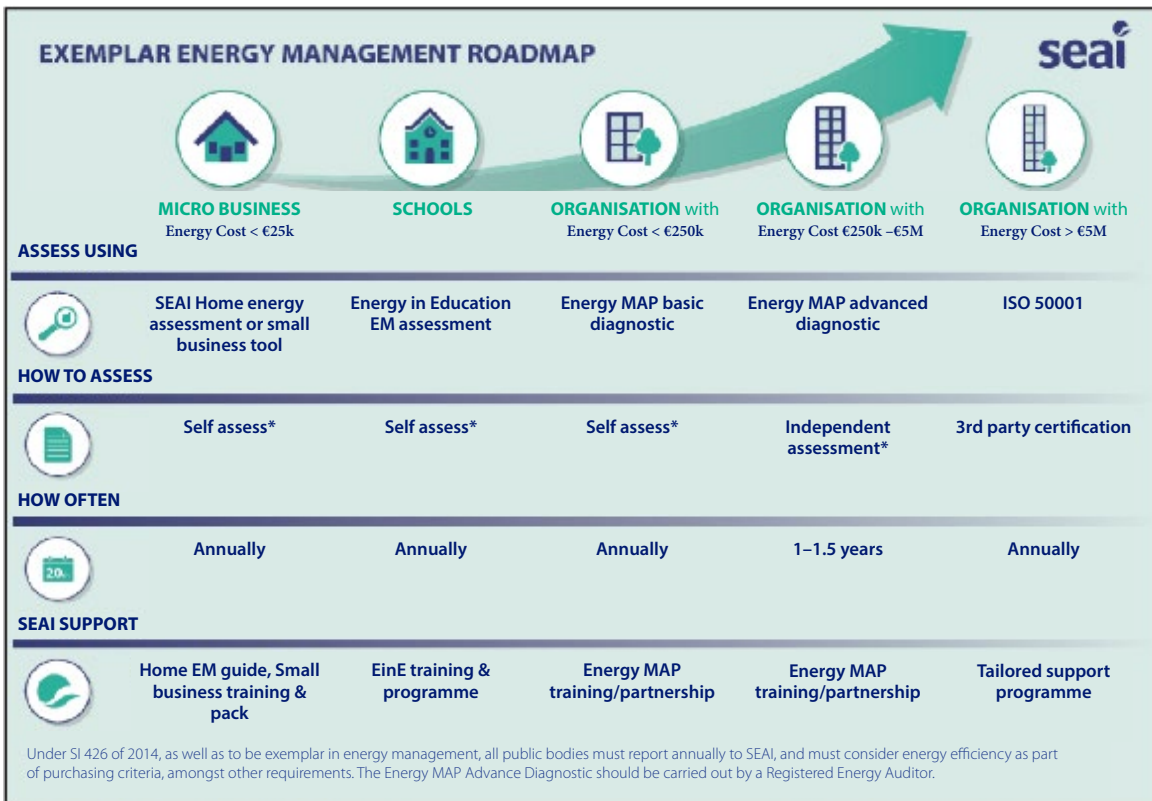 EXEMPLAR ENERGY MANAGEMENT ROADMAP
seai
MICRO BUSINESS
Energy Cost < €25k
SCHOOLS
ORGANISATION with
Energy Cost < €250k
ORGANISATION with
Energy Cost €250k –€5M
ORGANISATION with
Energy Cost > €5M
ASSESS USING
SEAI Home energy
assessment or small
business tool
Energy in Education
EM assessment
Energy MAP basic
diagnostic
Energy MAP advanced
diagnostic
ISO 50001
HOW TO ASSESS
Self assess*
Self assess*
Self assess*
Independent
assessment*
3rd party certification
HOW OFTEN
20
Annually
Annually
Annually
1–1.5 years
Annually
SEAI SUPPORT
Home EM guide, Small
business training &
pack
EinE training &
programme
Energy MAP
training/partnership
Energy MAP
training/partnership
Tailored support
programme
Under SI 426 of 2014, as well as to be exemplar in energy management, all public bodies must report annually to SEAI, and must consider energy efficiency as part
of purchasing criteria, amongst other requirements. The Energy MAP Advance Diagnostic should be carried out by a Registered Energy Auditor.